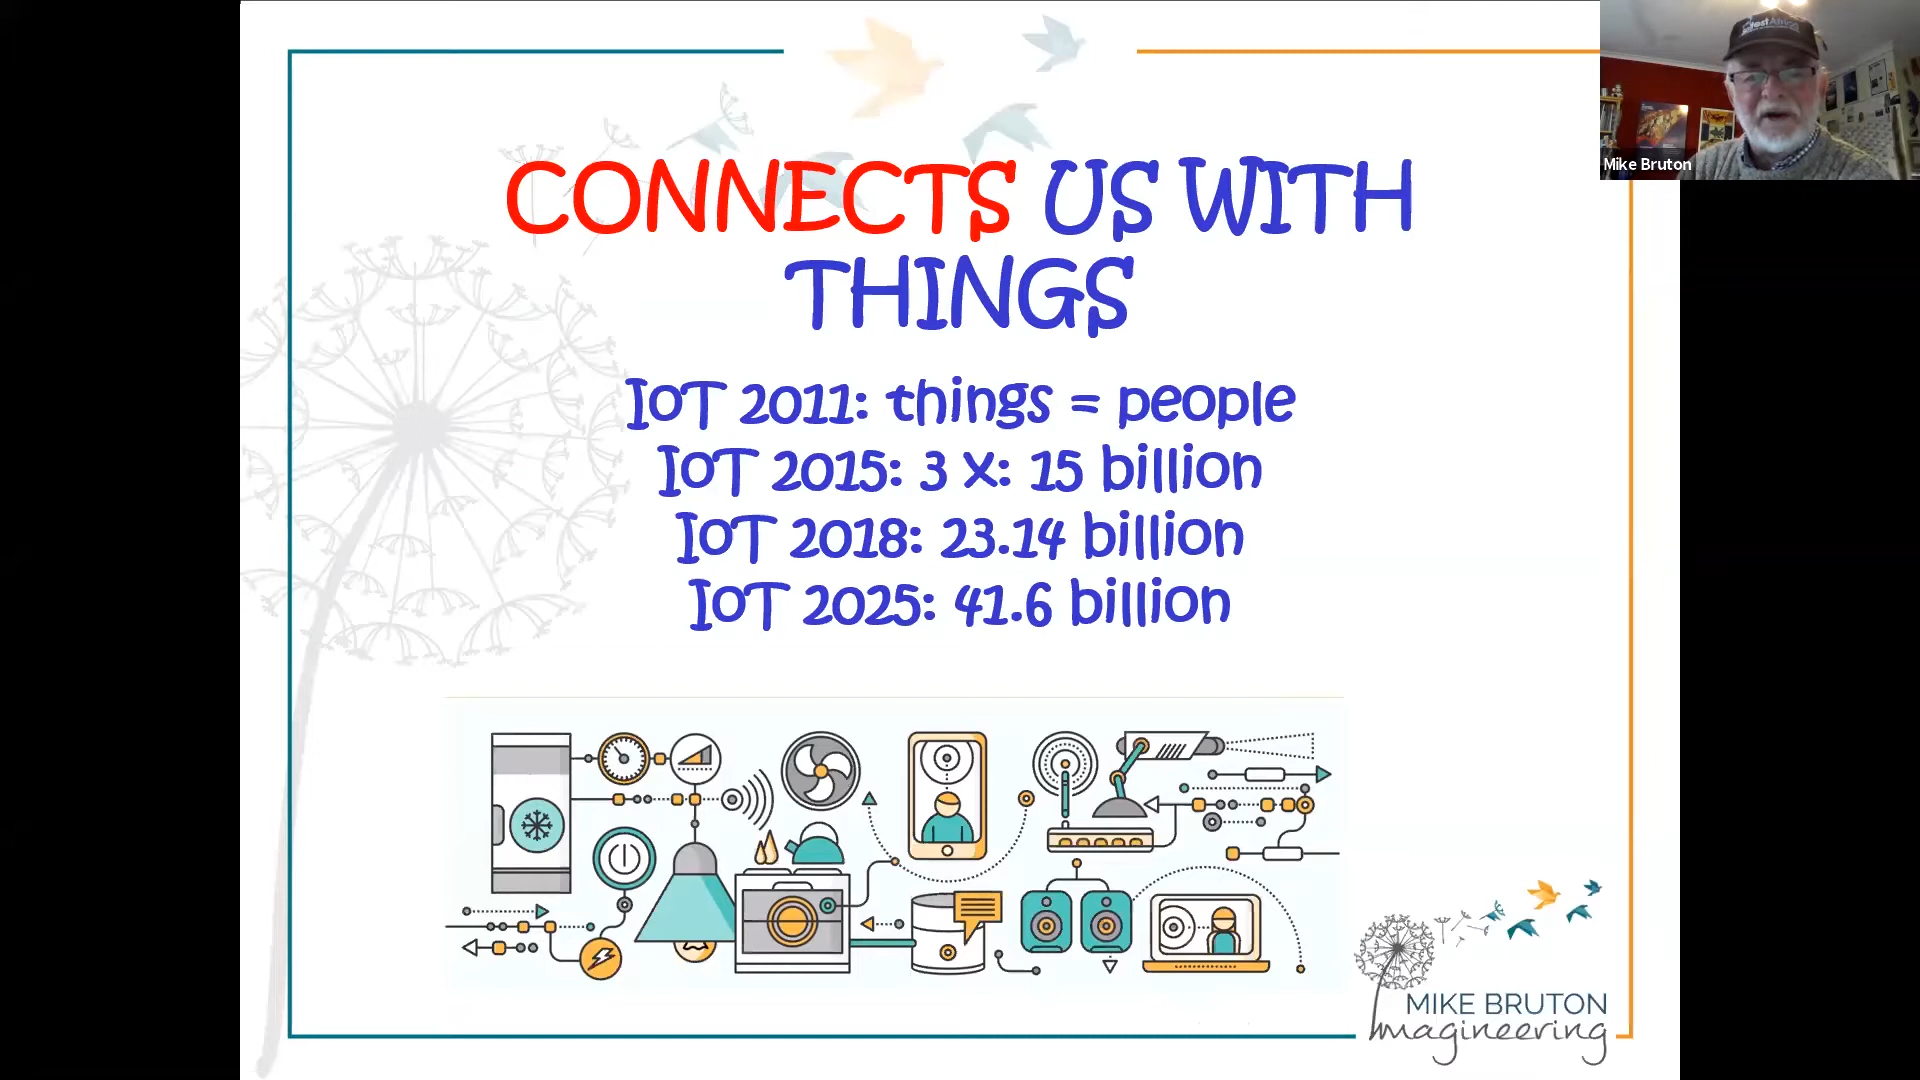 CONNECTS US WITH
THINGS
IoT 2011: things = people
IoT 2015: 3 x: 15 billion
IoT 2018: 23.14 billion
IoT 2025: 41.6 billion
Mike Bruton
MIKE BRUTON
Imagineering